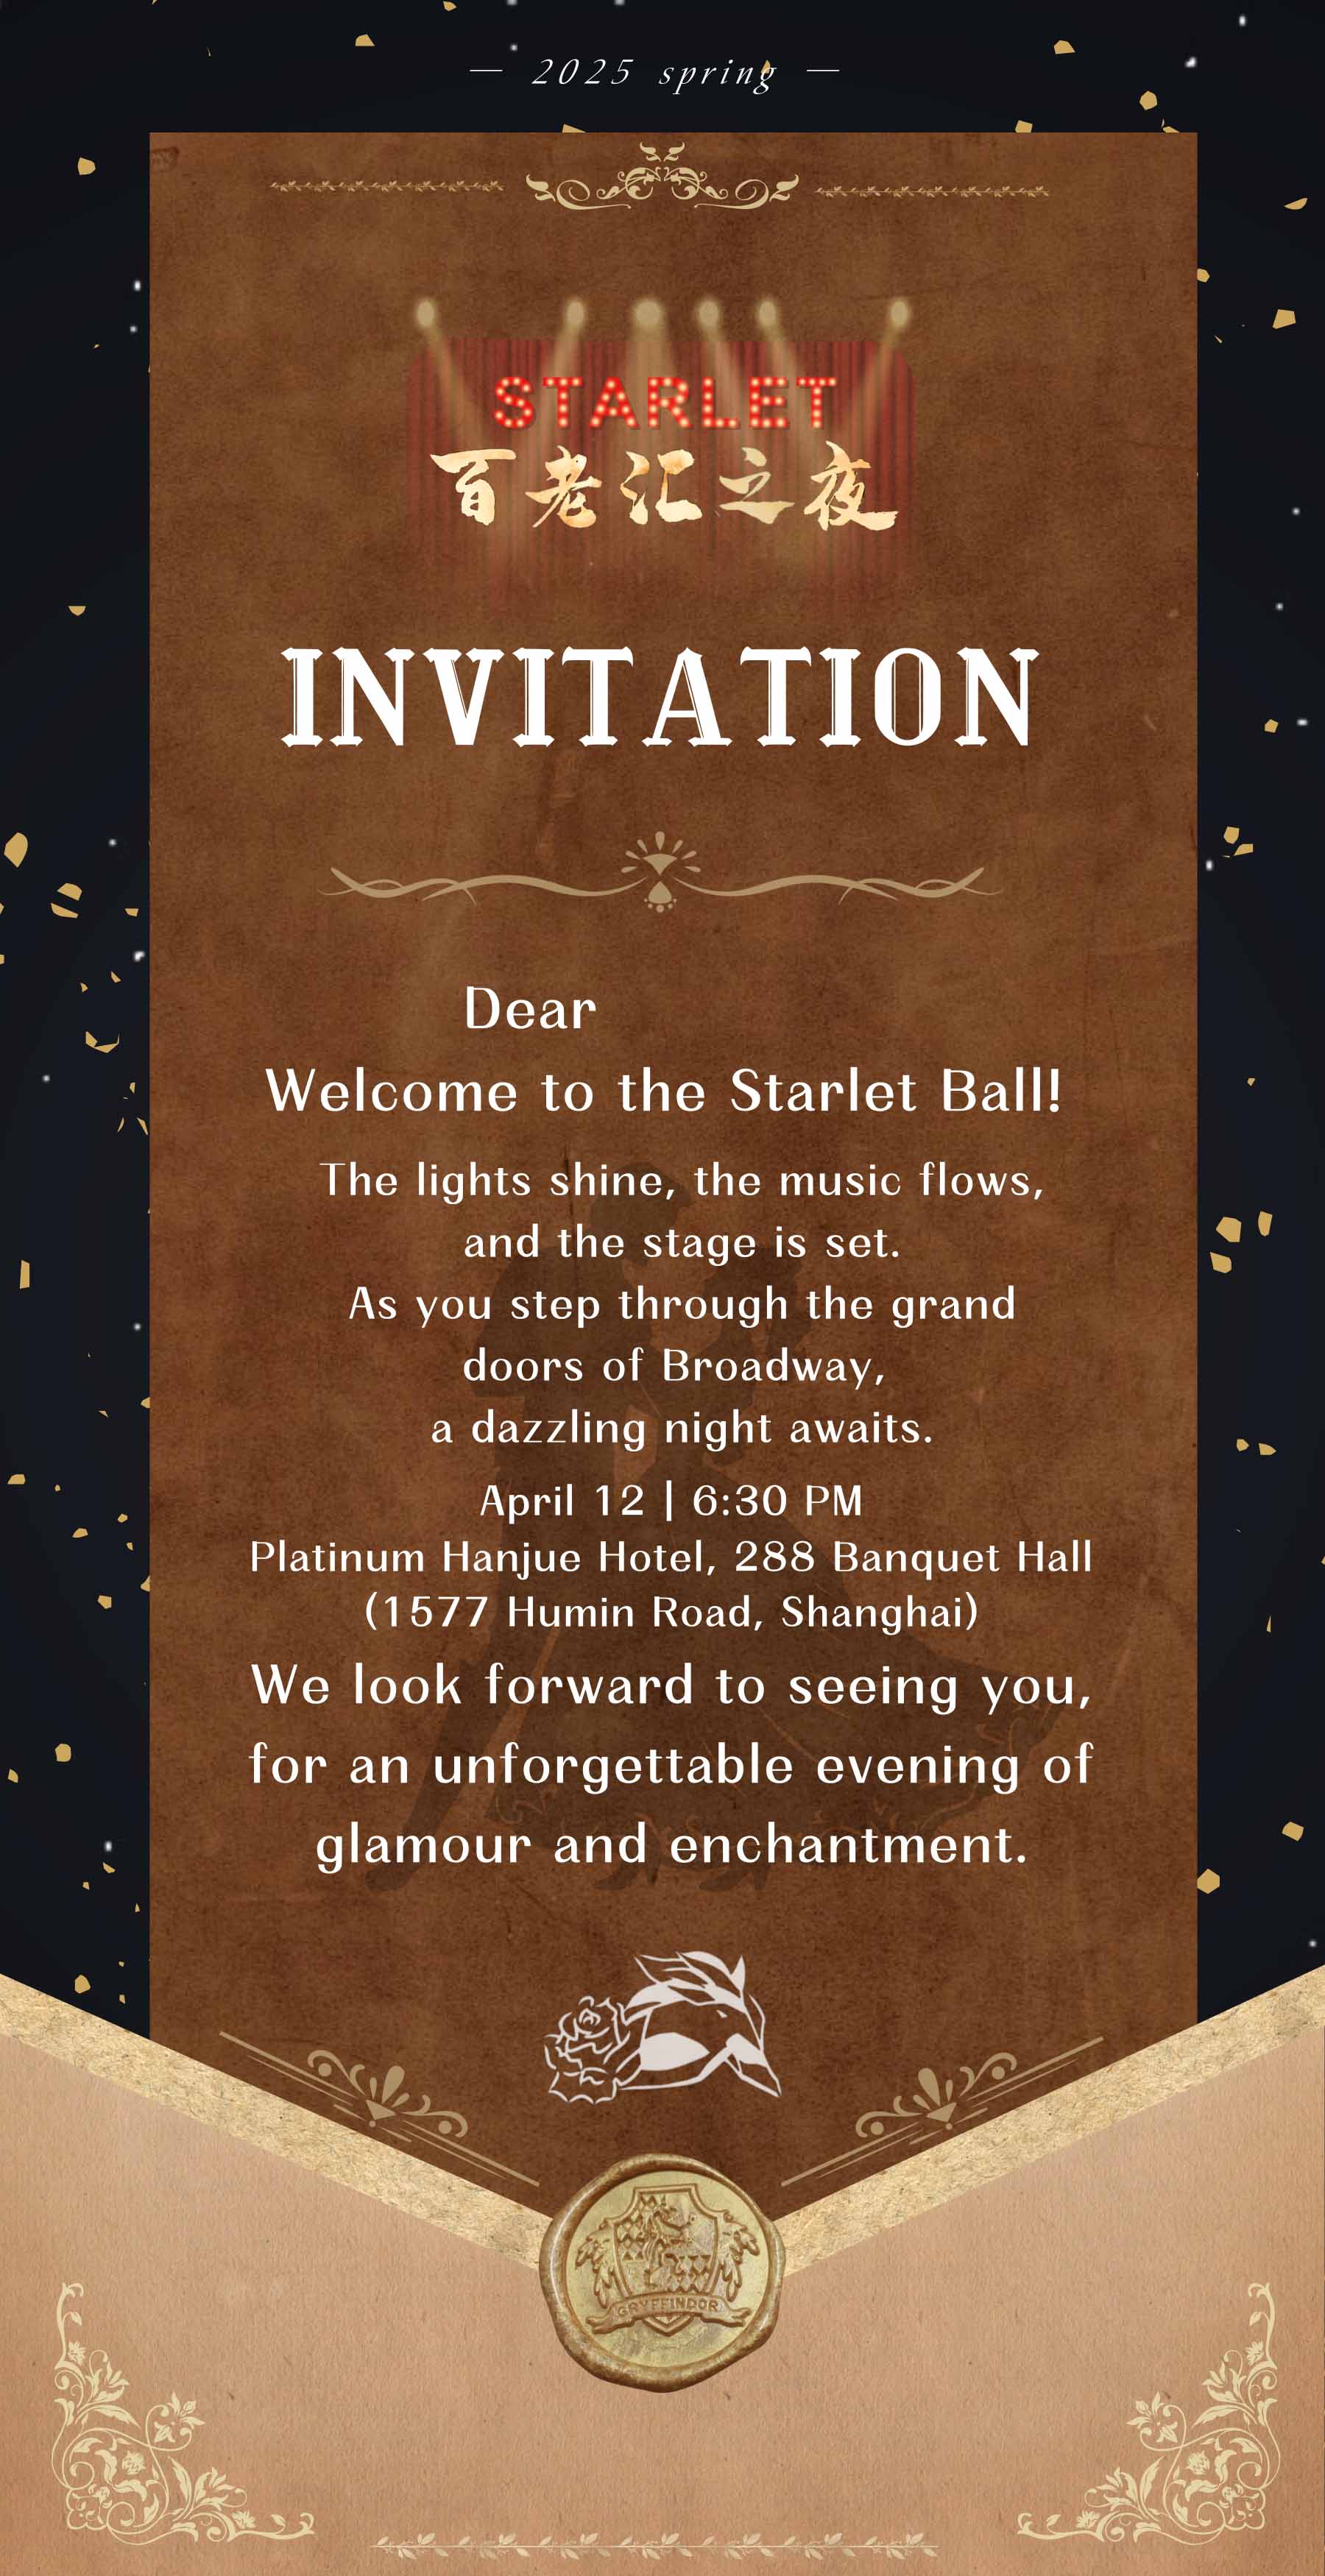 — 2025 spring —
STARLET
百老汇之夜
INVITATION
Dear
Welcome to the Starlet Ball!
The lights shine, the music flows,
and the stage is set.
As you step through the grand
doors of Broadway,
a dazzling night awaits.
April 12 | 6:30 PM
Platinum Hanjue Hotel, 288 Banquet Hall
(1577 Humin Road, Shanghai)
We look forward to seeing you,
for an unforgettable evening of
glamour and enchantment.
GRYFFINDOR